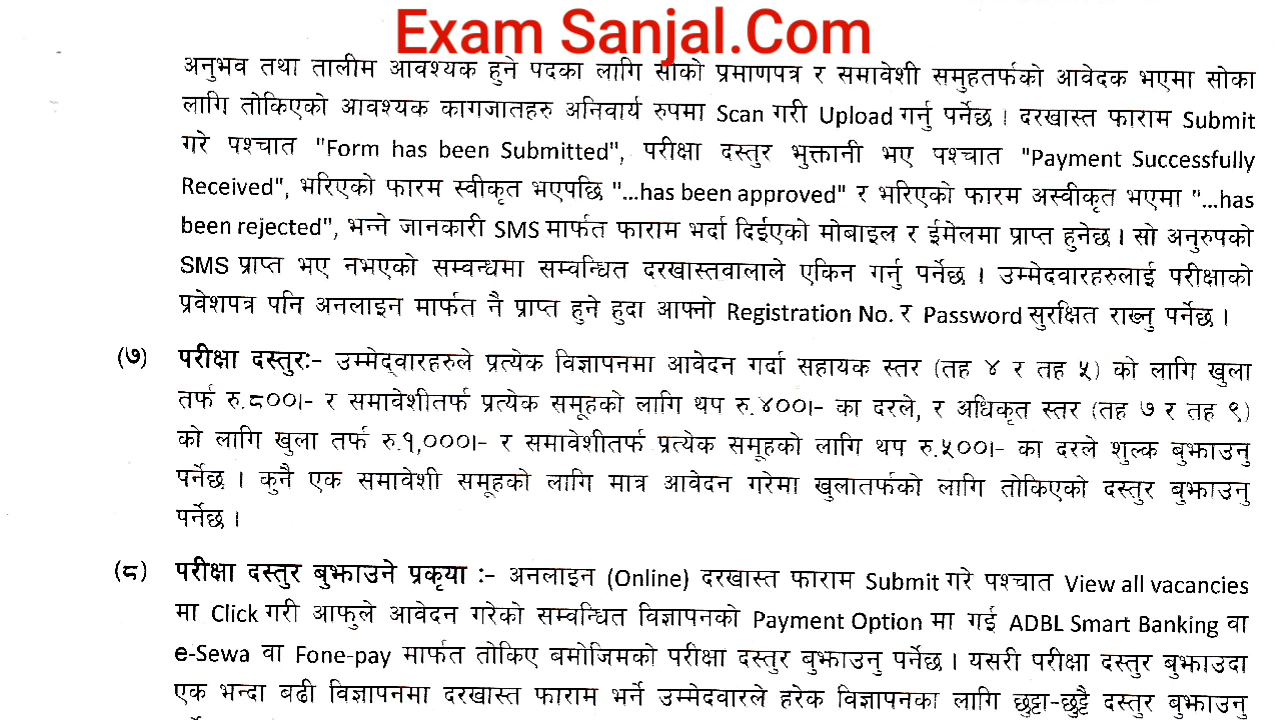 Exam Sanjal.Com
अनुभव तथा तालीम आवश्यक हुने पदका लागि सोको प्रमाणपत्र र समावेशी समुहतर्फको आवेदक भएमा सोका
लागि तोकिएको आवश्यक कागजातहरु अनिवार्य रुपमा Scan गरी Upload गर्नु पर्नेछ । दरखास्त फाराम Submit
गरे पश्चात "Form has been Submitted", परीक्षा दस्तुर भुक्तानी भए पश्चात "Payment Successfully
Received", भरिएको फारम स्वीकृत भएपछि "...has been approved" र भरिएको फारम अस्वीकृत भएमा "...has
been rejected", भन्ने जानकारी SMS मार्फत फाराम भर्दा दिईएको मोबाइल र ईमेलमा प्राप्त हुनेछ । सो अनुरुपको
SMS प्राप्त भए नभएको सम्वन्धमा सम्वन्धित दरखास्तवालाले एकिन गर्नु पर्नेछ । उम्मेदवारहरुलाई परीक्षाको
प्रवेशपत्र पनि अनलाइन मार्फत नै प्राप्त हुने हुदा आफ्नो Registration No. र Password सुरक्षित राख्नु पर्नेछ ।
(७) परीक्षा दस्तुरः- उम्मेद्वारहरुले प्रत्येक विज्ञापनमा आवेदन गर्दा सहायक स्तर (तह ४ र तह ५) को लागि खुला
तर्फ रु.८००।- र समावेशीतर्फ प्रत्येक समूहको लागि थप रु.४००।- का दरले, र अधिकृत स्तर (तह ७ र तह ९)
को लागि खुला तर्फ रु.१,०००।- र समावेशीतर्फ प्रत्येक समूहको लागि थप रु.५००।- का दरले शुल्क बुझाउनु
पर्नेछ । कुनै एक समावेशी समूहको लागि मात्र आवेदन गरेमा खुलातर्फको लागि तोकिएको दस्तुर बुझाउनु
पर्नेछ ।
(८) परीक्षा दस्तुर बुझाउने प्रकृया :- अनलाइन (Online) दरखास्त फाराम Submit गरे पश्चात View all vacancies
मा Click गरी आफुले आवेदन गरेको सम्वन्धित विज्ञापनको Payment Option मा गई ADBL Smart Banking वा
e-Sewa वा Fone-pay मार्फत तोकिए बमोजिमको परीक्षा दस्तुर बुझाउनु पर्नेछ । यसरी परीक्षा दस्तुर बुझाउदा
एक भन्दा बढी विज्ञापनमा दरखास्त फाराम भर्ने उम्मेदवारले हरेक विज्ञापनका लागि छुट्टा-छुट्टै दस्तुर बुझाउनु